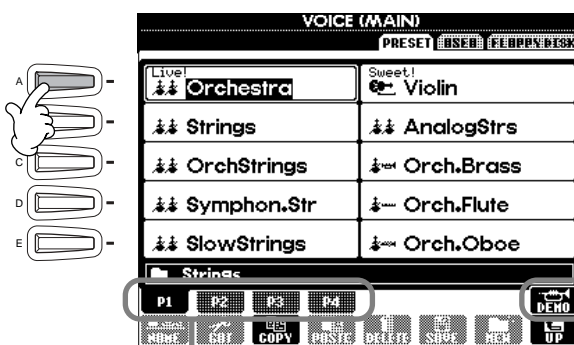 VOICE (MAIN)
PRESET USER FLOPPY DISK
Live!
Orchestra
Sweet!
Violin
A
Strings
AnalogStrs
C
OrchStrings
Orch.Brass
D
Symphon.Str
Orch.Flute
E
SlowStrings
Orch.Oboe
Strings
P1 P2 P3 P4 DEMO
NAME CUT COPY PASTE DELETE SAVE NEW UP